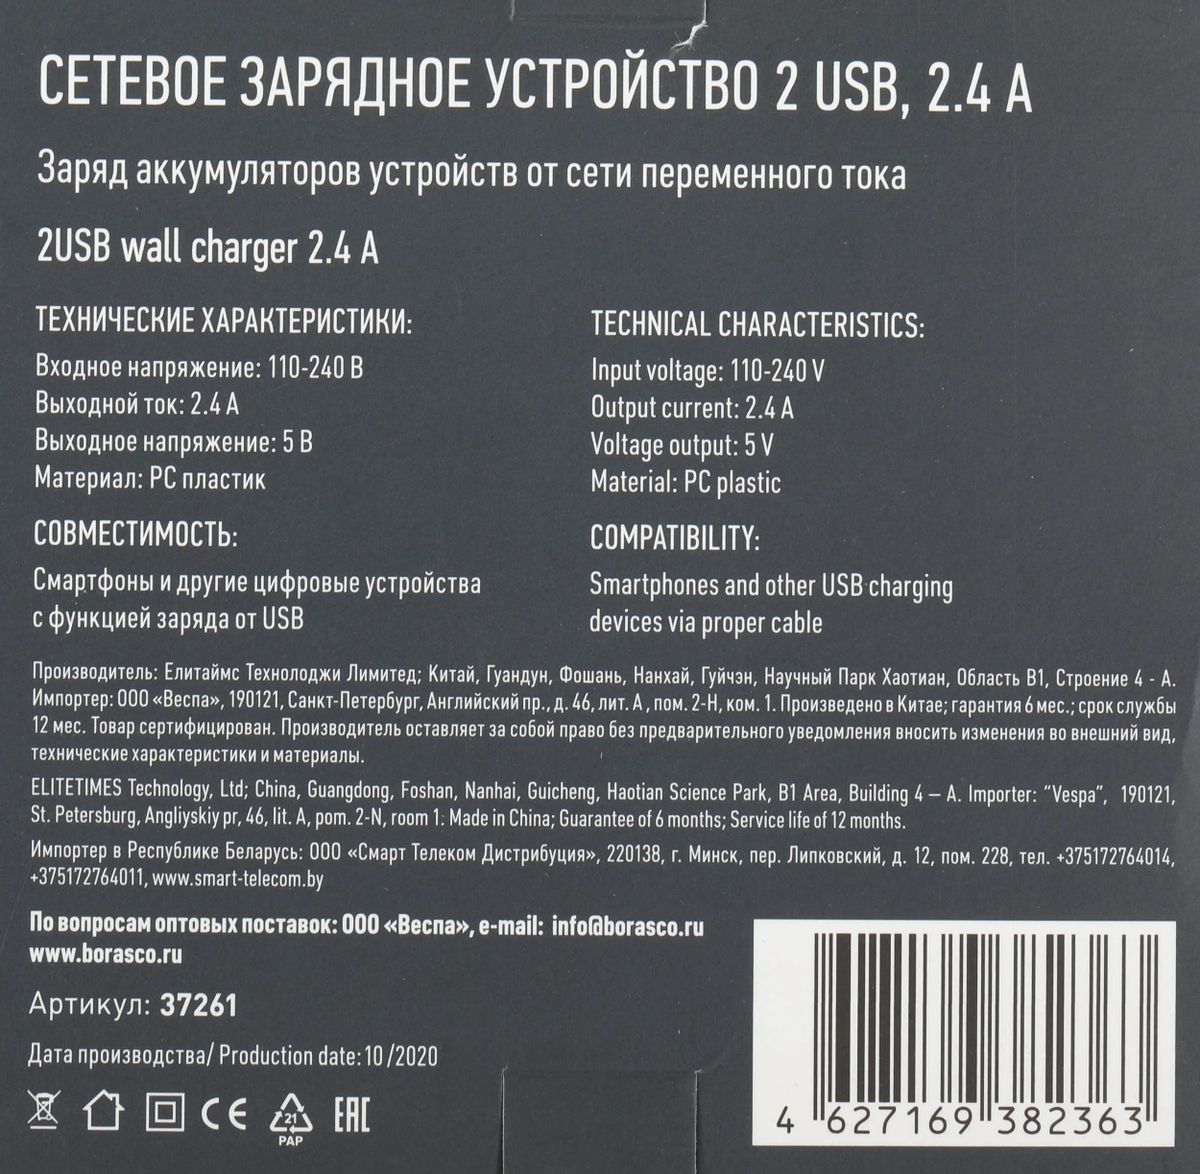 СЕТЕВОЕ ЗАРЯДНОЕ УСТРОЙСТВО 2 USB, 2.4 А
Заряд аккумуляторов устройств от сети переменного тока
2USB wall charger 2.4 A
ТЕХНИЧЕСКИЕ ХАРАКТЕРИСТИКИ:
Входное напряжение: 110-240 В
Выходной ток: 2.4 А
Выходное напряжение: 5 В
Материал: PC пластик
СОВМЕСТИМОСТЬ:
Смартфоны и другие цифровые устройства
с функцией заряда от USB
TECHNICAL CHARACTERISTICS:
Input voltage: 110-240 V
Output current: 2.4 A
Voltage output: 5 V
Material: PC plastic
COMPATIBILITY:
Smartphones and other USB charging
devices via proper cable
Производитель: Елитаймс Технолоджи Лимитед; Китай, Гуандун, Фошань, Нанхай, Гуйчэн, Научный Парк Хаотиан, Область B1, Строение 4 - А.
Импортер: ООО «Веспа», 190121, Санкт-Петербург, Английский пр., д. 46, лит. А , пом. 2-Н, ком. 1. Произведено в Китае; гарантия 6 мес.; срок службы
12 мес. Товар сертифицирован. Производитель оставляет за собой право без предварительного уведомления вносить изменения во внешний вид,
технические характеристики и материалы.
ELITETIMES Technology, Ltd; China, Guangdong, Foshan, Nanhai, Guicheng, Haotian Science Park, B1 Area, Building 4 – A. Importer: “Vespa”, 190121,
St. Petersburg, Angliyskiy pr, 46, lit. A, pom. 2-N, room 1. Made in China; Guarantee of 6 months; Service life of 12 months.
Импортер в Республике Беларусь: ООО «Смарт Телеком Дистрибуция», 220138, г. Минск, пер. Липковский, д. 12, пом. 228, тел. +375172764014,
+375172764011, www.smart-telecom.by
По вопросам оптовых поставок: ООО «Веспа», e-mail: info@borasco.ru
www.borasco.ru
Артикул: 37261
Дата производства/ Production date: 10 /2020
CE 21 PAP EAC
4 627169 382363